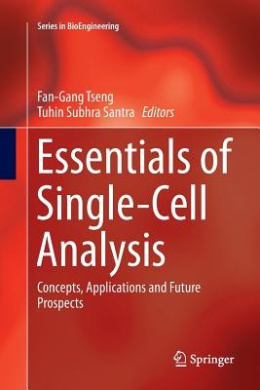 Series in BioEngineering
Fan-Gang Tseng
Tuhin Subhra Santra Editors
Essentials of
Single-Cell
Analysis
Concepts, Applications and Future
Prospects
Springer